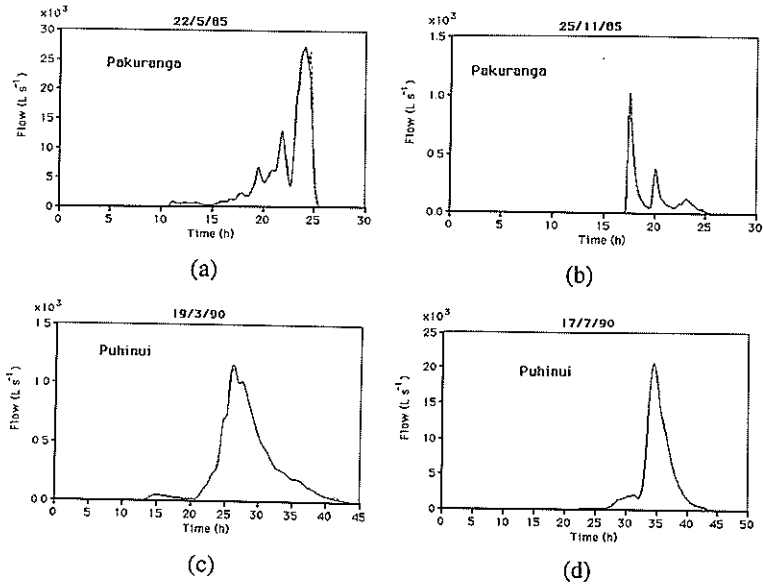 22/5/85
x10³
30
25
20
15
10
5
0
Flow (L s⁻¹)
Pakuranga
0 5 10 15 20 25 30
Time (h)
(a)
25/11/85
x10³
1.5
1.0
0.5
0.0
Flow (L s⁻¹)
Pakuranga
0 5 10 15 20 25 30
Time (h)
(b)
19/3/90
x10³
1.5
1.0
0.5
0.0
Flow (L s⁻¹)
Puhinui
0 5 10 15 20 25 30 35 40 45
Time (h)
(c)
17/7/90
x10³
25
20
15
10
5
0
Flow (L s⁻¹)
Puhinui
0 5 10 15 20 25 30 35 40 45 50
Time (h)
(d)